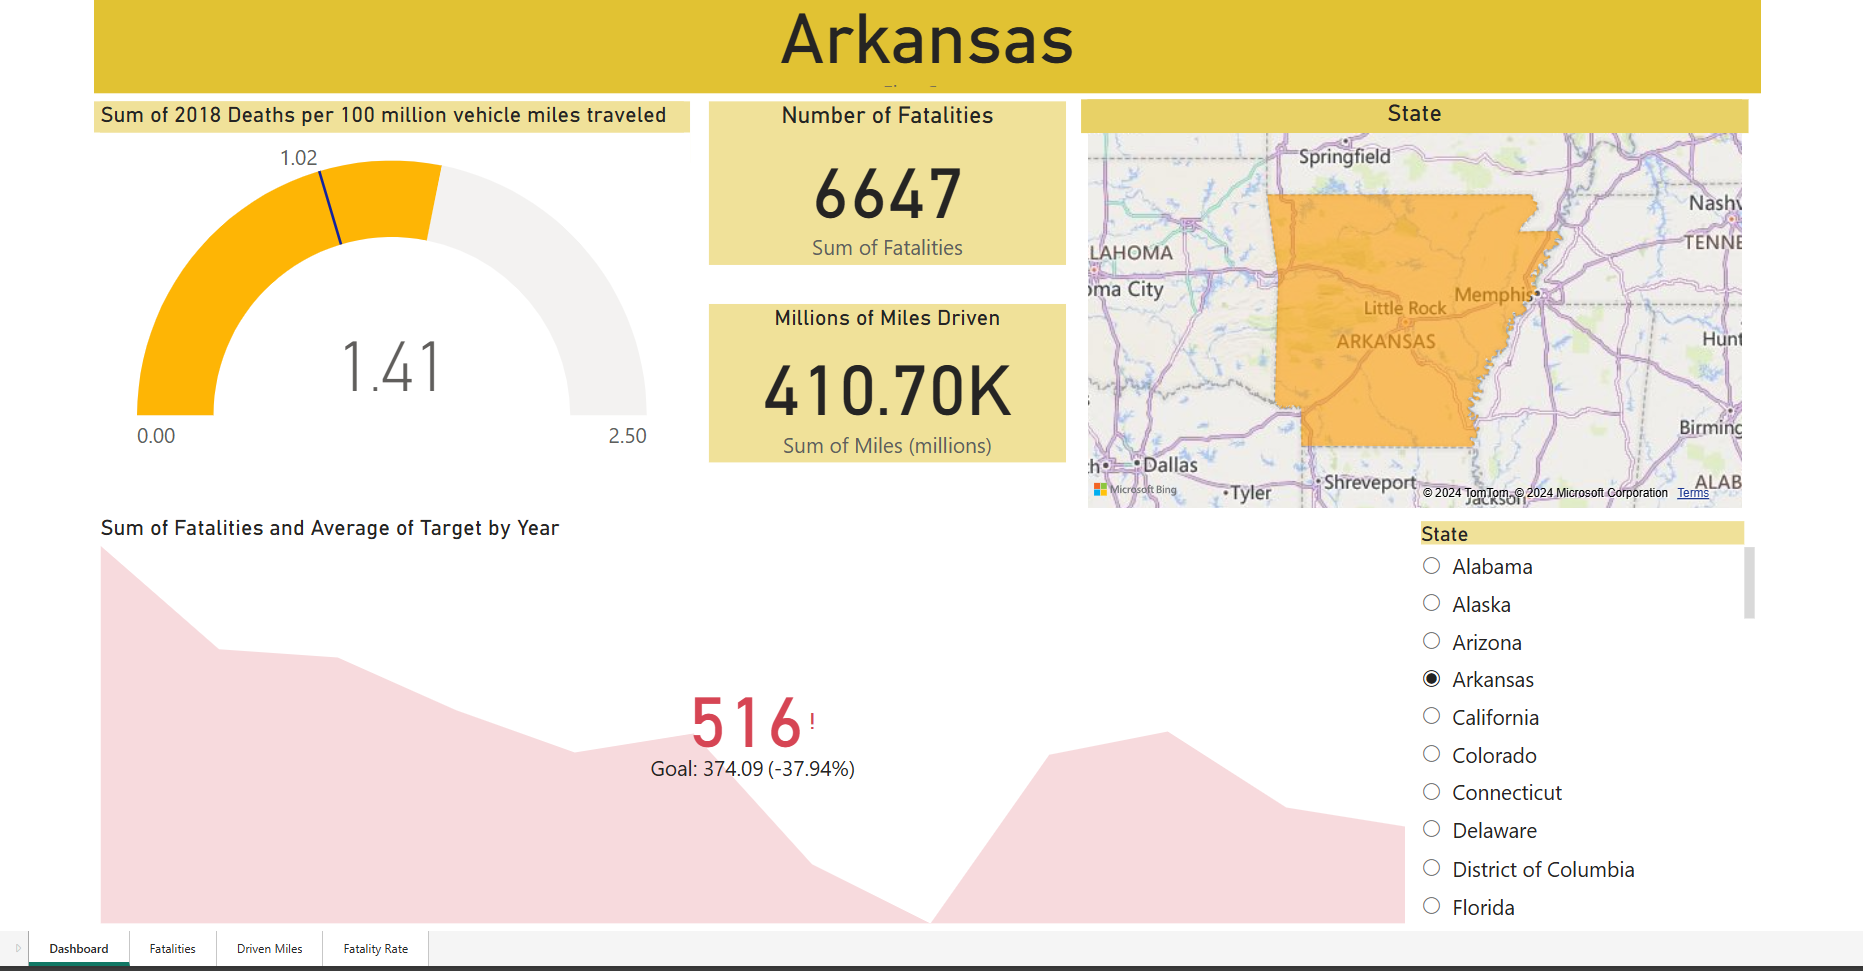 Arkansas
Sum of 2018 Deaths per 100 million vehicle miles traveled
1.02
1.41
0.00
2.50
Number of Fatalities
6647
Sum of Fatalities
Millions of Miles Driven
410.70K
Sum of Miles (millions)
State
Springfield
Nashv
TENNE
LAHOMA
oma City
Memphis
Little Rock
ARKANSAS
Hunt
Birming
Dallas
Shreveport
ALAB
Microsoft Bing
Tyler
© 2024 TomTom, © 2024 Microsoft Corporation Terms
Jackson
Sum of Fatalities and Average of Target by Year
516!
Goal: 374.09 (-37.94%)
State
Alabama
Alaska
Arizona
Arkansas
California
Colorado
Connecticut
Delaware
District of Columbia
Florida
Dashboard
Fatalities
Driven Miles
Fatality Rate